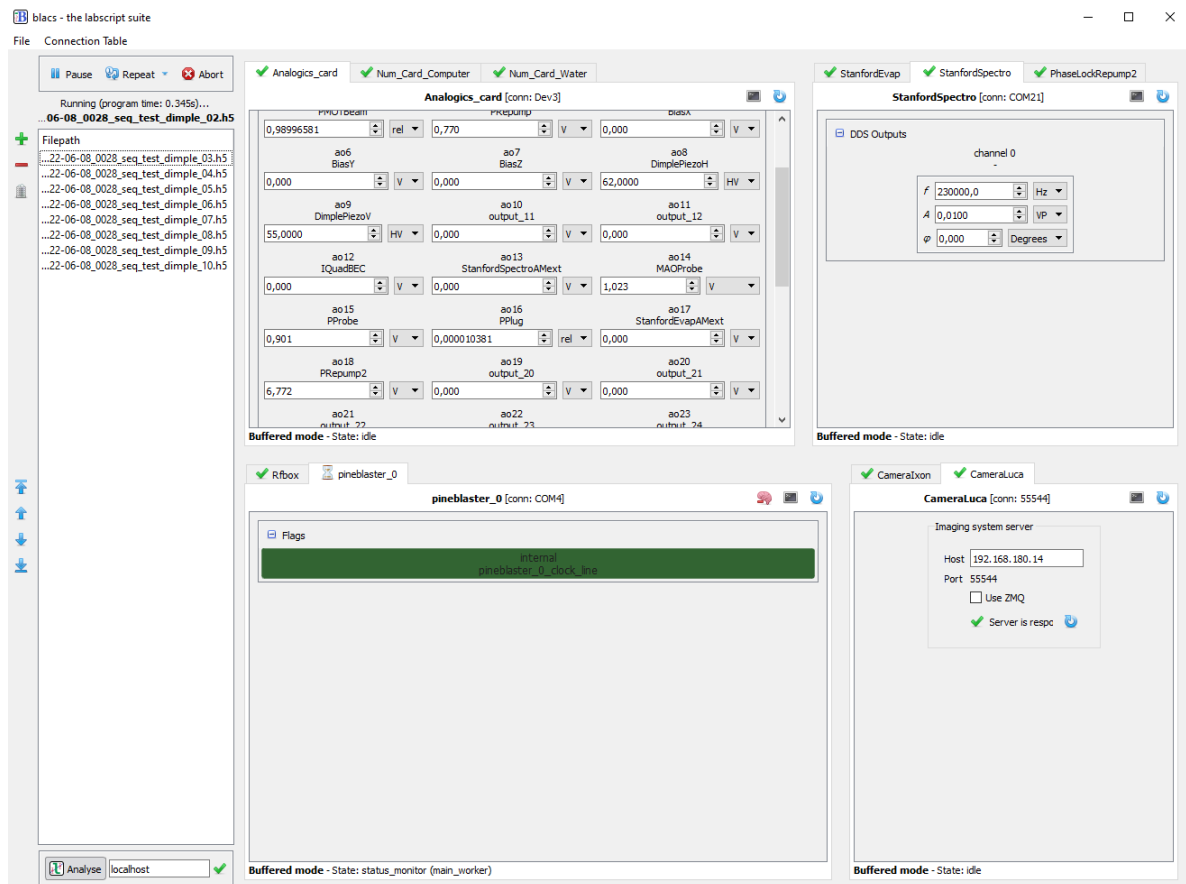 blacs - the labscript suite
File Connection Table
Pause Repeat Abort
Running (program time: 0.345s)...
...06-08_0028_seq_test_dimple_02.h5
Filepath
...22-06-08_0028_seq_test_dimple_03.h5
...22-06-08_0028_seq_test_dimple_04.h5
...22-06-08_0028_seq_test_dimple_05.h5
...22-06-08_0028_seq_test_dimple_06.h5
...22-06-08_0028_seq_test_dimple_07.h5
...22-06-08_0028_seq_test_dimple_08.h5
...22-06-08_0028_seq_test_dimple_09.h5
...22-06-08_0028_seq_test_dimple_10.h5
Analyse localhost
Analogics_card Num_Card_Computer Num_Card_Water
Analogics_card [conn: Dev3]
PMOTBeam PRepump BiasX
0,98996581 rel 0,770 V 0,000 V
ao6 ao7 ao8
BiasY BiasZ DimplePiezoH
0,000 V 0,000 V 62,0000 HV
ao9 ao10 ao11
DimplePiezoV output_11 output_12
55,0000 HV 0,000 V 0,000 V
ao12 ao13 ao14
IQuadBEC StanfordSpectroAMext MAOProbe
0,000 V 0,000 V 1,023 V
ao15 ao16 ao17
PProbe PPlug StanfordEvapAMext
0,901 V 0,000010381 rel 0,000 V
ao18 ao19 ao20
PRepump2 output_20 output_21
6,772 V 0,000 V 0,000 V
ao21 ao22 ao23
output_22 output_23 output_24
Buffered mode - State: idle
StanfordEvap StanfordSpectro PhaseLockRepump2
StanfordSpectro [conn: COM21]
DDS Outputs
channel 0
-
f 230000,0 Hz
A 0,0100 VP
φ 0,000 Degrees
Buffered mode - State: idle
Rfbox pineblaster_0
pineblaster_0 [conn: COM4]
Flags
internal
pineblaster_0_clock_line
Buffered mode - State: status_monitor (main_worker)
CameraIxon CameraLuca
CameraLuca [conn: 55544]
Imaging system server
Host 192.168.180.14
Port 55544
Use ZMQ
Server is respo
Buffered mode - State: idle